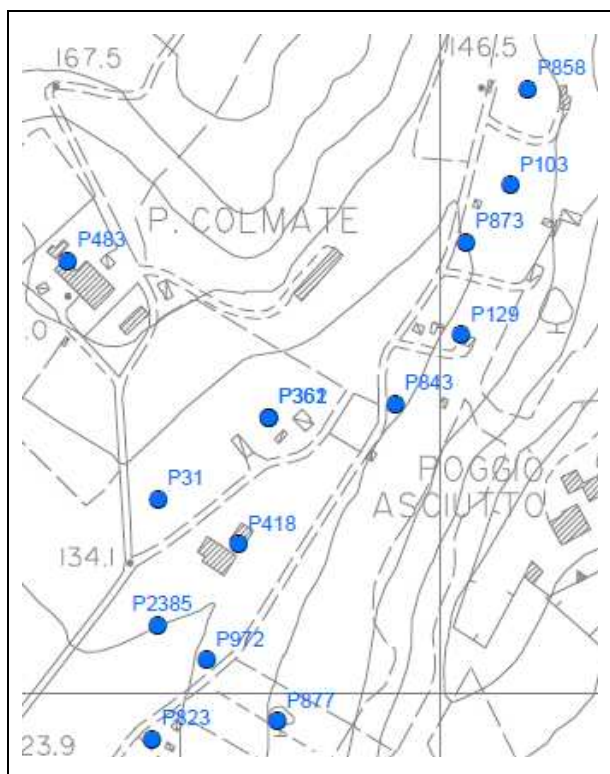 167.5
146.5
P858
P103
P. COLMATE
P483
P873
.0
P129
P843
P31
POGGIO
ASCIUTTO
P418
134.1
P2385
P972
P877
P823
23.9